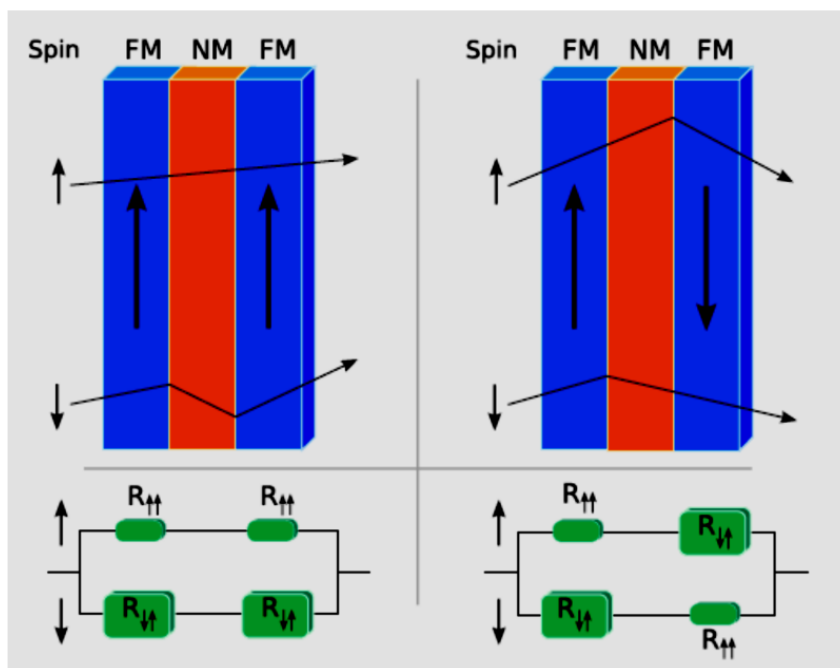 Spin FM NM FM
Spin FM NM FM
R↑↑ R↑↑
R↓↑ R↓↑
R↑↑ R↓↑
R↓↑ R↑↑